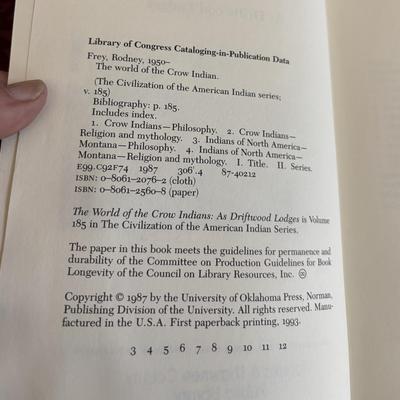 Library of Congress Cataloging-in-Publication Data
Frey, Rodney, 1950–
The world of the Crow Indian.
(The Civilization of the American Indian series;
v. 185)
Bibliography: p. 185.
Includes index.
1. Crow Indians—Philosophy. 2. Crow Indians—
Religion and mythology. 3. Indians of North America—
Montana—Philosophy. 4. Indians of North America—
Montana—Religion and mythology. I. Title. II. Series.
E99.C92F74 1987 306'.4 87-40212
ISBN: 0-8061-2076-2 (cloth)
ISBN: 0-8061-2560-8 (paper)
The World of the Crow Indians: As Driftwood Lodges is Volume
185 in The Civilization of the American Indian Series.
The paper in this book meets the guidelines for permanence and
durability of the Committee on Production Guidelines for Book
Longevity of the Council on Library Resources, Inc. ∞
Copyright © 1987 by the University of Oklahoma Press, Norman,
Publishing Division of the University. All rights reserved. Manu-
factured in the U.S.A. First paperback printing, 1993.
3 4 5 6 7 8 9 10 11 12